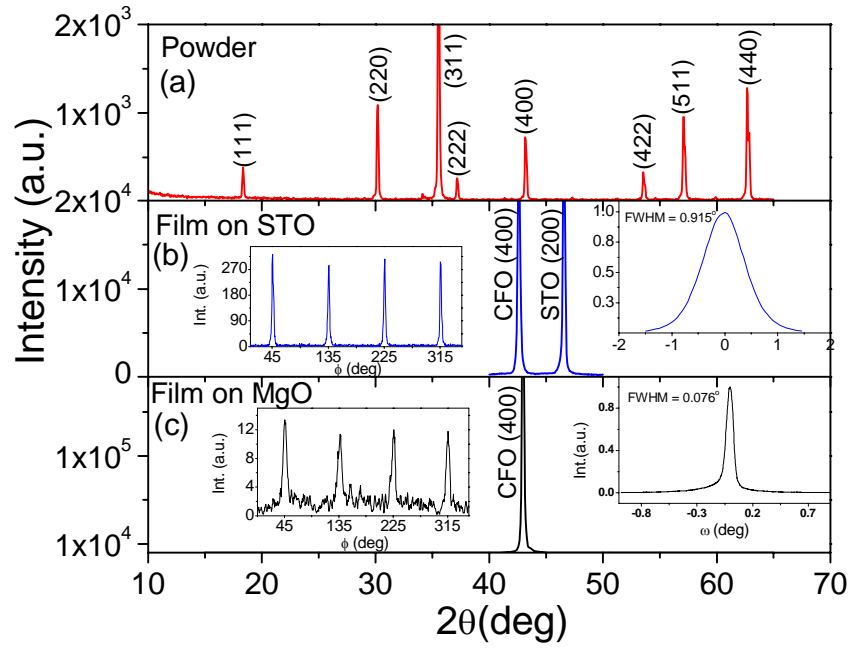 Intensity (a.u.)
2x10³
1x10³
2x10⁴
1x10⁴
0
1x10⁵
1x10⁴
Powder
(a)
(111)
(220)
(311)
(222)
(400)
(422)
(511)
(440)
Film on STO
(b)
Int. (a.u.)
270
180
90
0
45 135 225 315
ϕ (deg)
CFO (400)
STO (200)
FWHM = 0.915°
1.0
0.8
0.5
0.3
-2 -1 0 1 2
Film on MgO
(c)
Int. (a.u.)
12
8
4
0
45 135 225 315
ϕ (deg)
CFO (400)
FWHM = 0.076°
Int.(a.u.)
0.8
0.4
0.0
-0.8 -0.3 0.2 0.7
ω (deg)
10 20 30 40 50 60 70
2θ(deg)